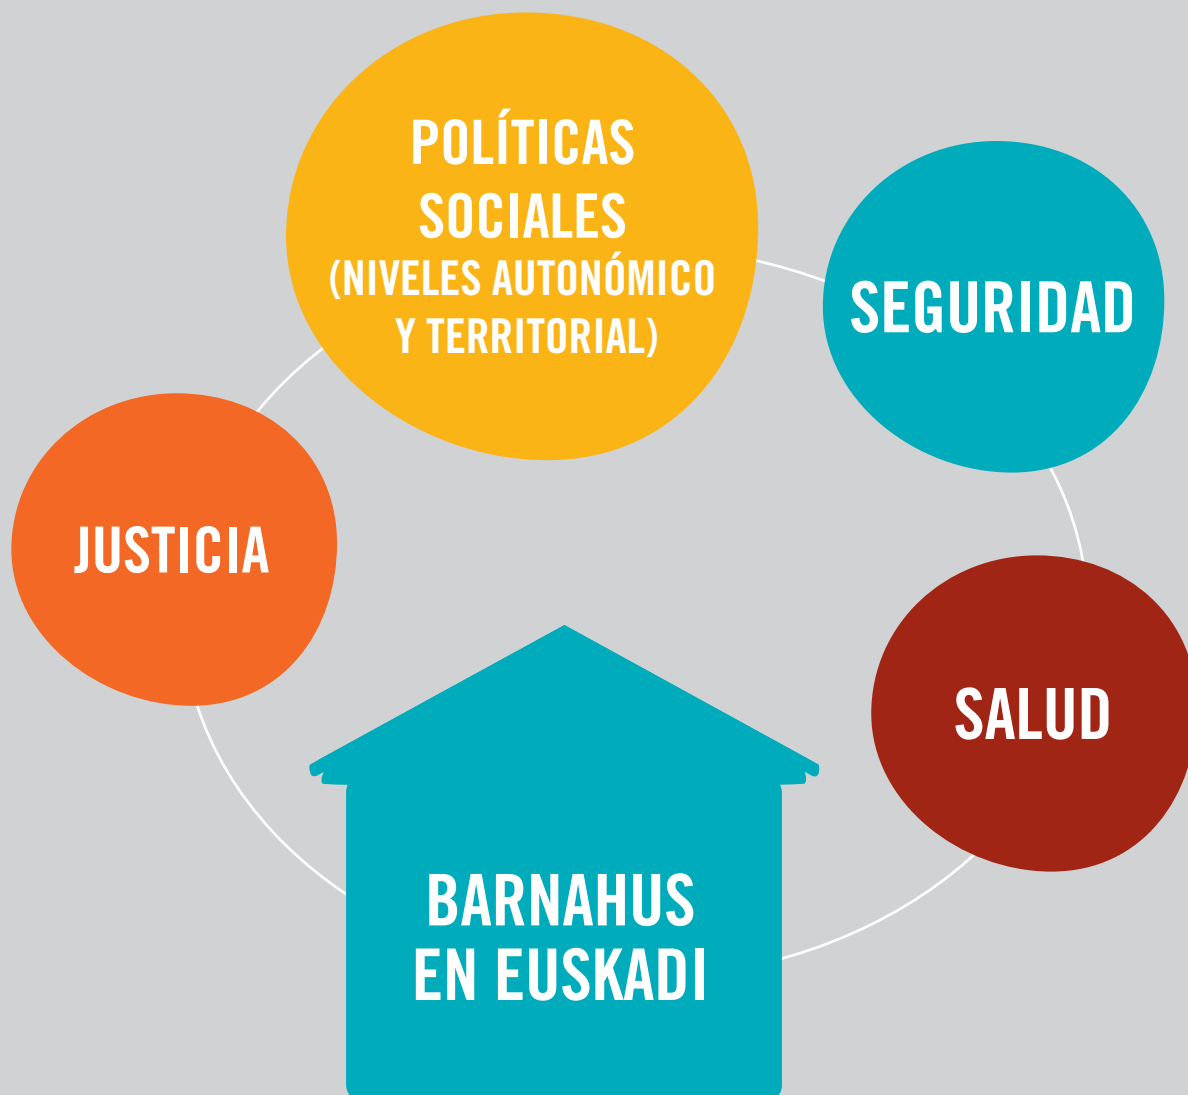 POLÍTICAS
SOCIALES
(NIVELES AUTONÓMICO
Y TERRITORIAL)
SEGURIDAD
JUSTICIA
SALUD
BARNAHUS
EN EUSKADI